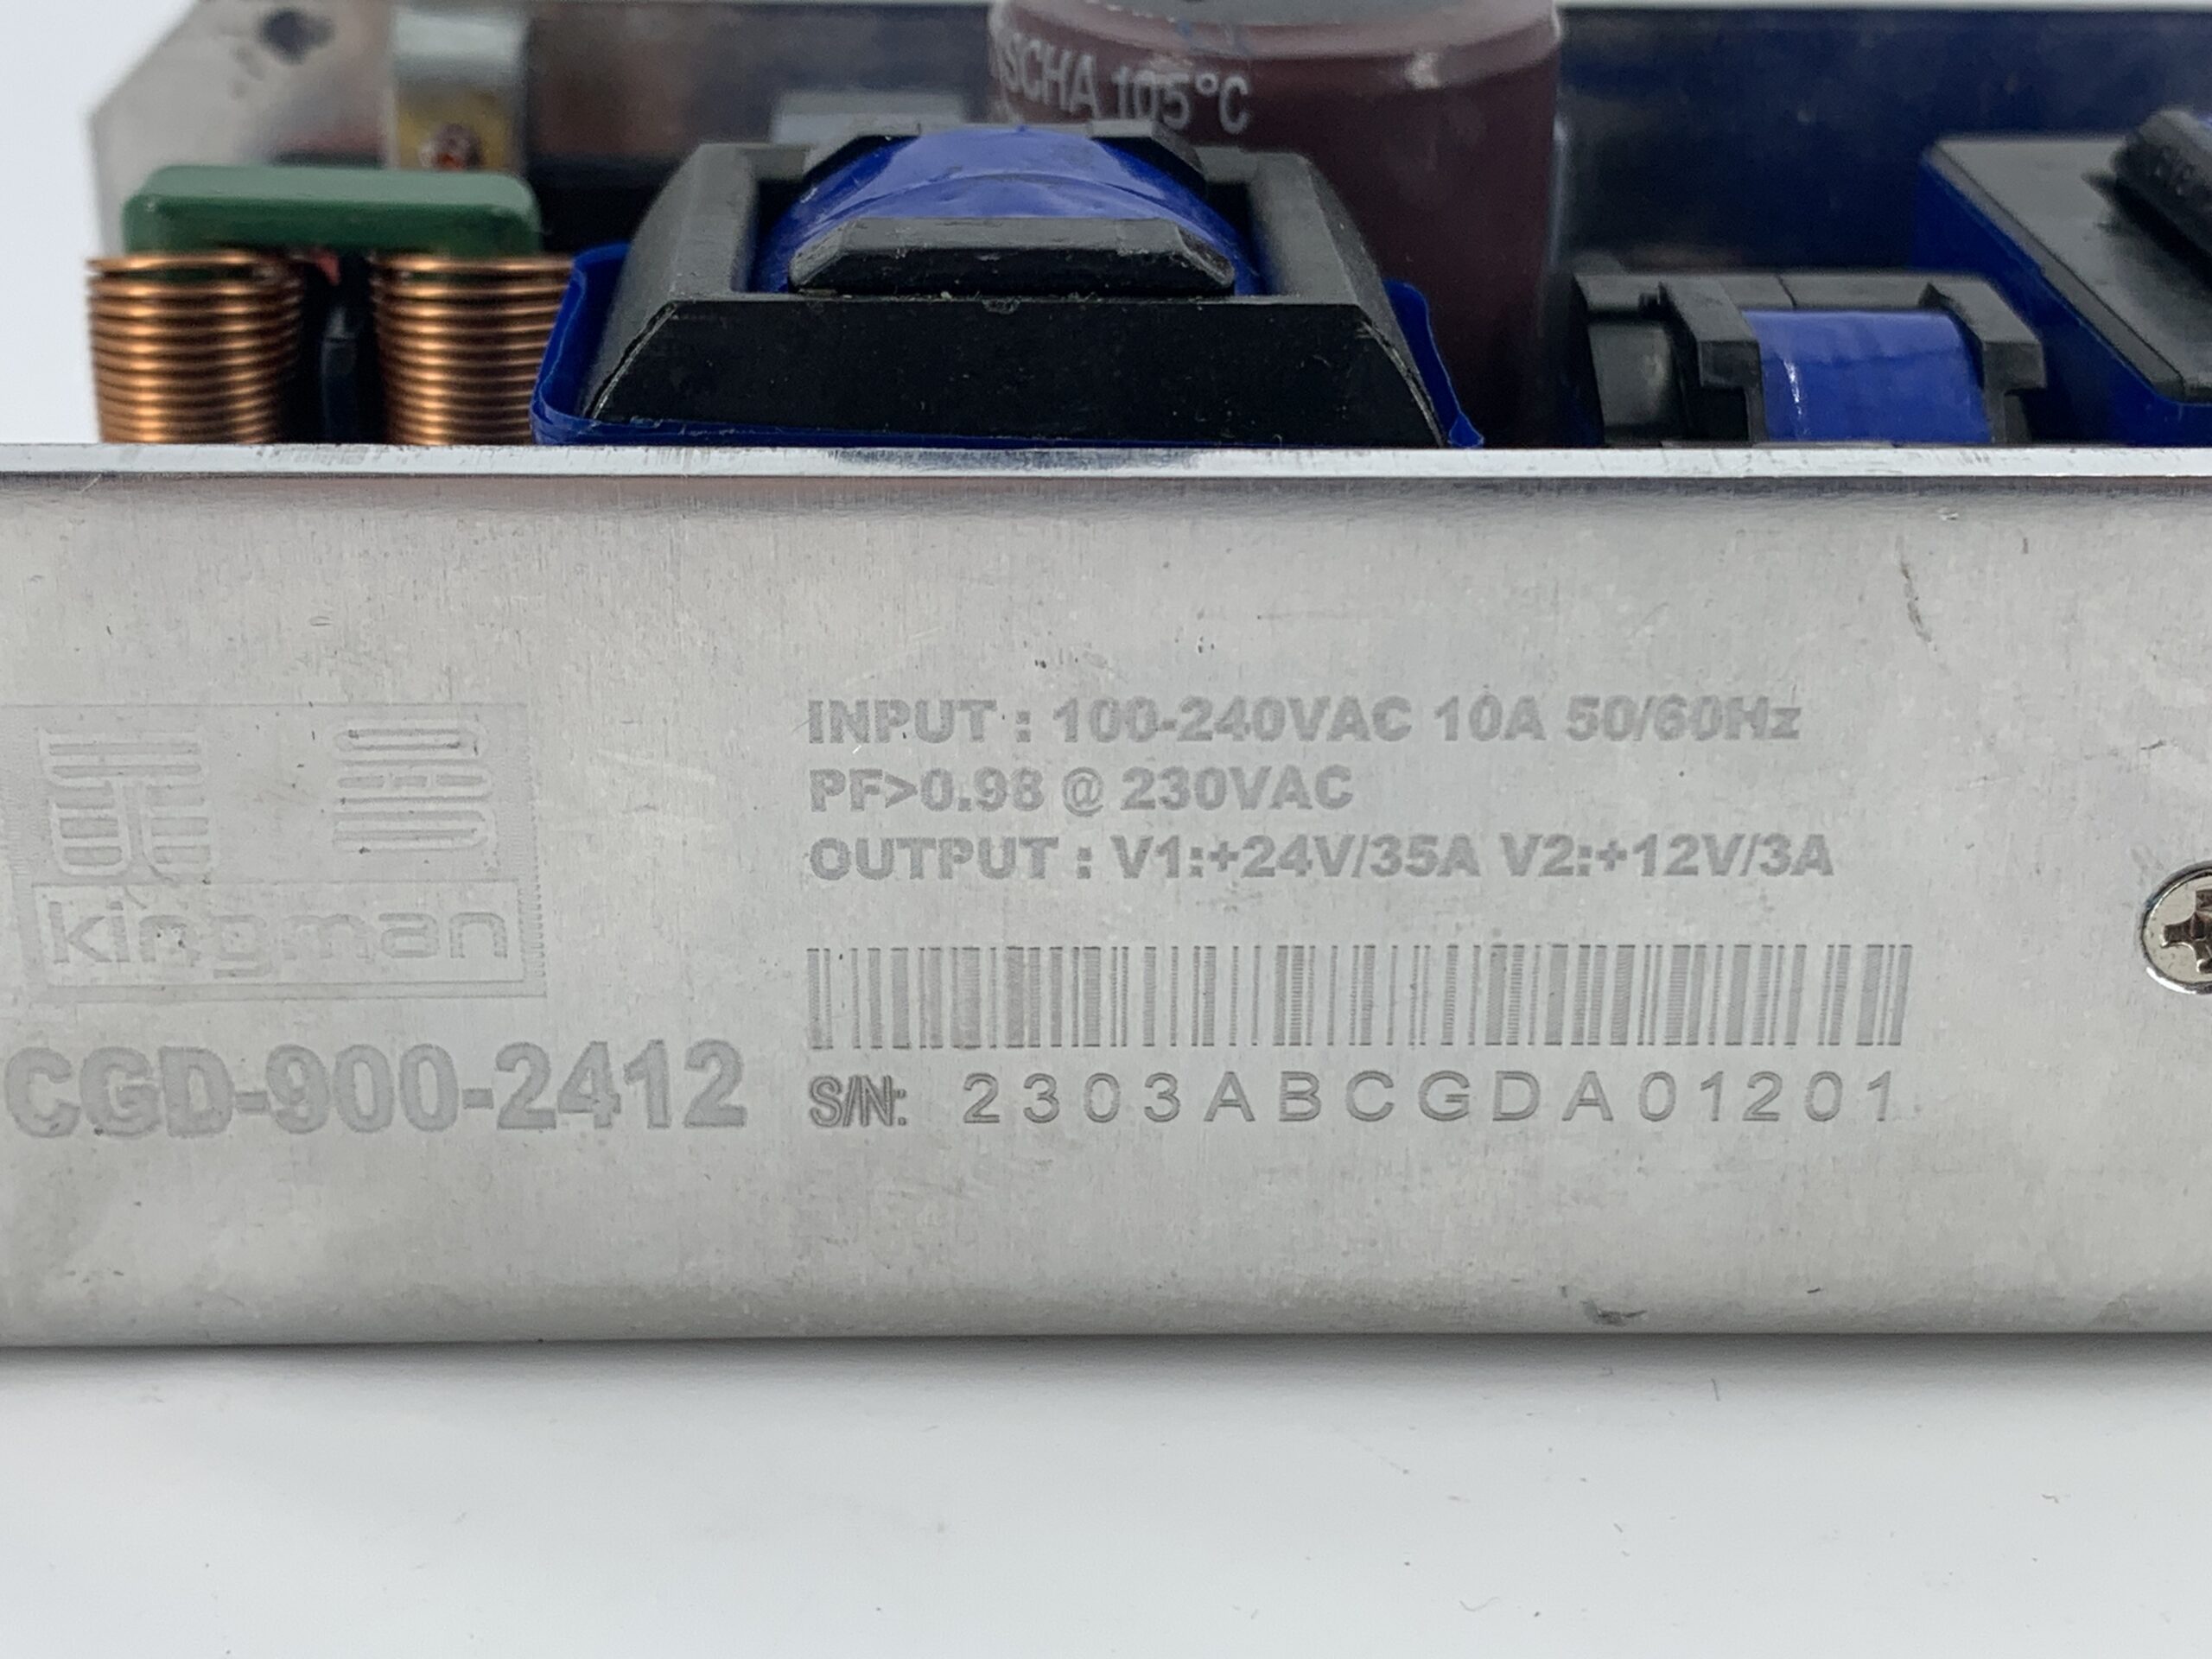 SCHA 105°C
INPUT : 100-240VAC 10A 50/60Hz
PF>0.98 @ 230VAC
OUTPUT : V1:+24V/35A V2:+12V/3A
kingman
CGD-900-2412
S/N: 2303ABCGDA01201